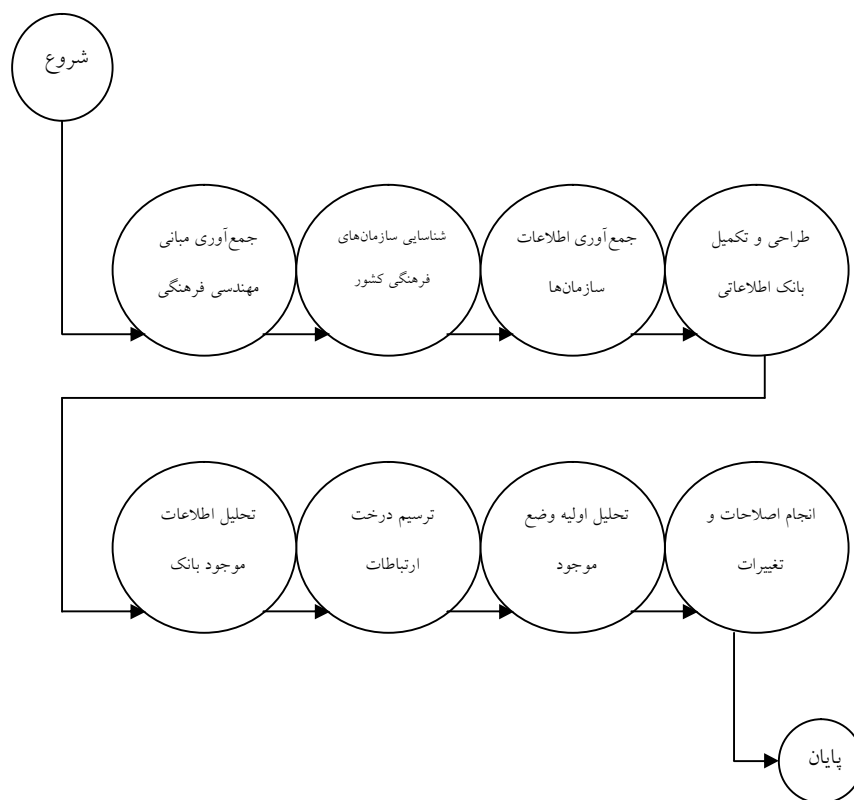 شروع
جمع‌آوری مبانی
مهندسی فرهنگی
شناسایی سازمان‌های
فرهنگی کشور
جمع‌آوری اطلاعات
سازمان‌ها
طراحی و تکمیل
بانک اطلاعاتی
تحلیل اطلاعات
موجود بانک
ترسیم درخت
ارتباطات
تحلیل اولیه وضع
موجود
انجام اصلاحات و
تغییرات
پایان